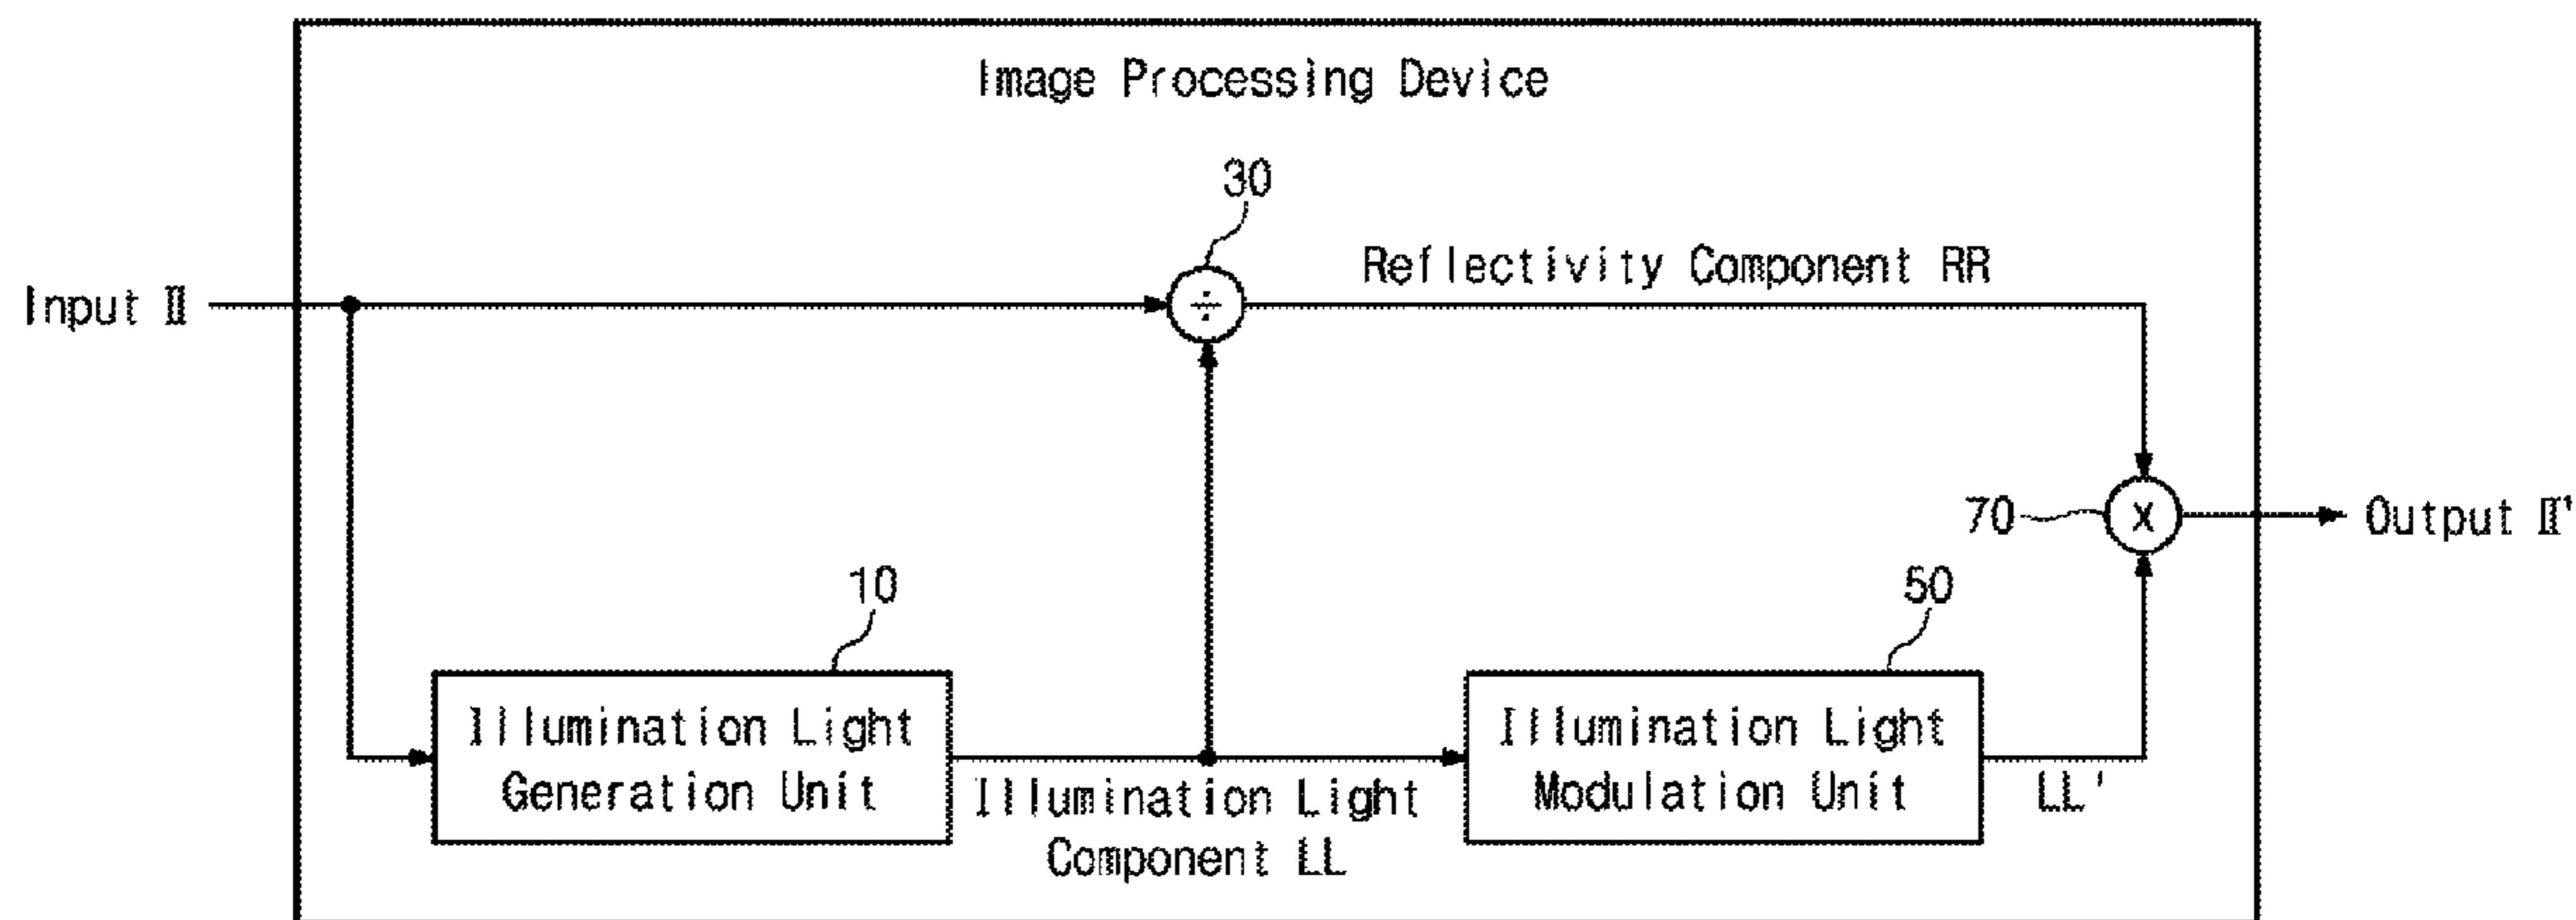 Image Processing Device
30
Reflectivity Component RR
Input II
÷
70
x
Output II'
10
50
Illumination Light
Generation Unit
Illumination Light
Component LL
Illumination Light
Modulation Unit
LL'